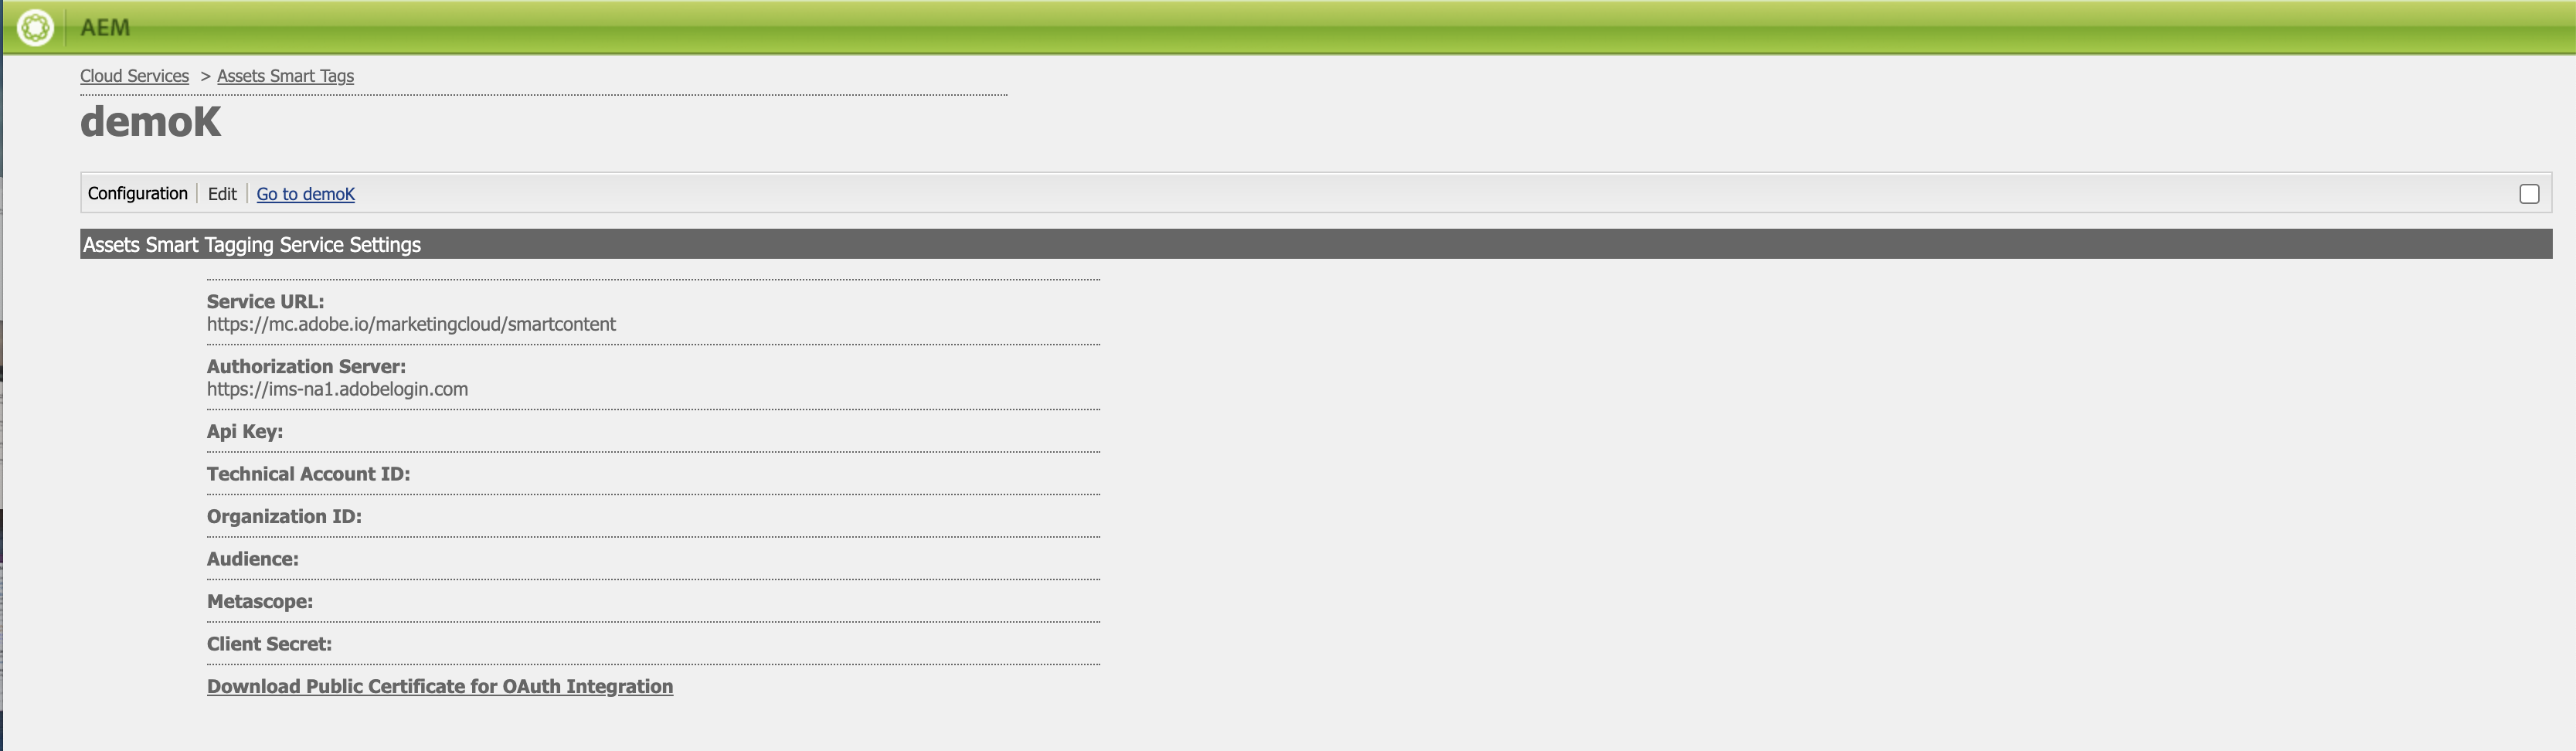 AEM
Cloud Services > Assets Smart Tags
demoK
Configuration Edit Go to demoK
Assets Smart Tagging Service Settings
Service URL:
https://mc.adobe.io/marketingcloud/smartcontent
Authorization Server:
https://ims-na1.adobelogin.com
Api Key:
Technical Account ID:
Organization ID:
Audience:
Metascope:
Client Secret:
Download Public Certificate for OAuth Integration